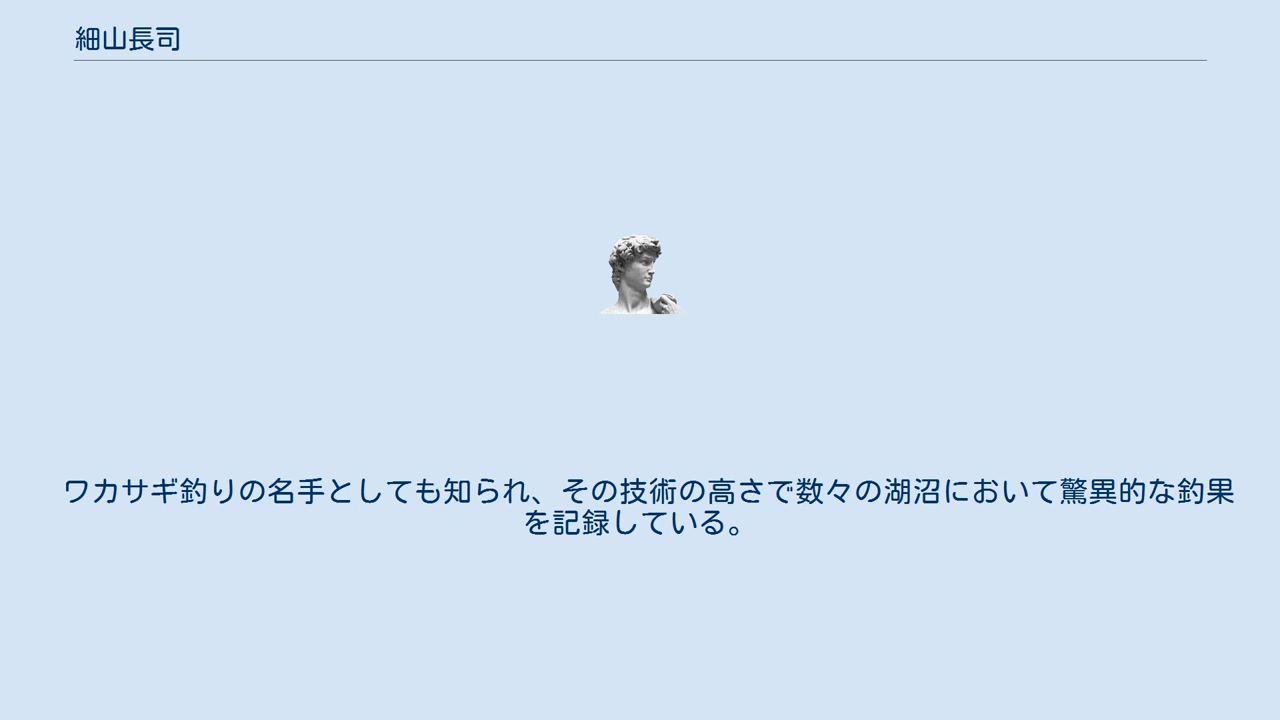 細山長司
ワカサギ釣りの名手としても知られ、その技術の高さで数々の湖沼において驚異的な釣果
を記録している。